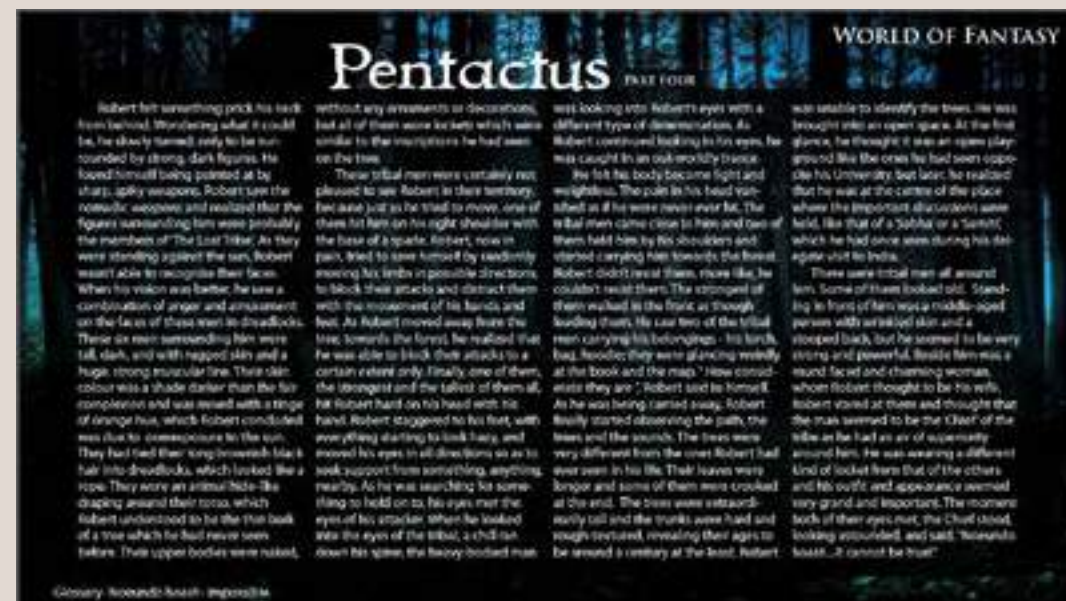 WORLD OF FANTASY
Pentactus PART FOUR
Robert felt something prick his neck
from behind. Wondering what it could
be, he slowly turned only to be sur-
rounded by strong, dark figures. He
found himself being pointed at by
sharp, spiky weapons. Robert saw the
nomadic weapons and realized that the
figures surrounding him were probably
the members of 'The Lost Tribe'. As they
were standing against the sun, Robert
wasn't able to recognise their faces.
When his vision was better, he saw a
combination of anger and amusement
on the faces of these men in dreadlocks.
These six men surrounding him were
tall, dark, and with rugged skin and a
huge, strong muscular line. Their skin
colour was a shade darker than the fair
complexion and was mixed with a tinge
of orange hue, which Robert concluded
was due to overexposure to the sun.
They had tied their long brownish black
hair into dreadlocks, which looked like a
rope. They wore an animal hide-like
draping around their torso, which
Robert understood to be the thin bark
of a tree which he had never seen
before. Their upper bodies were naked,
without any ornaments or decorations,
but all of them wore lockets which were
similar to the inscriptions he had seen
on the tree.
These tribal men were certainly not
pleased to see Robert in their territory,
because just as he tried to move, one of
them hit him on his right shoulder with
the base of a spade. Robert, now in
pain, tried to save himself by randomly
moving his limbs in possible directions,
to block their attacks and distract them
with the movement of his hands and
feet. As Robert moved away from the
tree, towards the forest, he realized that
he was able to block their attacks to a
certain extent only. Finally, one of them,
the strongest and the tallest of them all,
hit Robert hard on his head with his
hand. Robert staggered to his feet, with
everything starting to look hazy, and
moved his eyes in all directions so as to
seek support from something, anything,
nearby. As he was searching for some-
thing to hold on to, his eyes met the
eyes of his attacker. When he looked
into the eyes of the tribal, a chill ran
down his spine, the heavy-bodied man
was looking into Robert's eyes with a
different type of determination. As
Robert continued looking in his eyes, he
was caught in an out-worldly trance.
He felt his body become light and
weightless. The pain in his head van-
ished as if he were never ever hit. The
tribal men came close to him and two of
them held him by his shoulders and
started carrying him towards the forest.
Robert didn't resist them, more like, he
couldn't resist them. The strongest of
them walked in the front as though
leading them. He saw two of the tribal
men carrying his belongings - his
bag, hoodie; they were glancing weirdly
at the book and the map. " How consid-
erate they are ", Robert said to himself.
As he was being carried away, Robert
finally started observing the path, the
trees and the sounds. The trees were
very different from the ones Robert had
ever seen in his life. Their leaves were
longer and some of them were crooked
at the end. The trees were extraordi-
narily tall and the trunks were hard and
rough textured, revealing their ages to
be around a century at the least. Robert
was unable to identify the trees. He was
brought into an open space. At the first
glance, he thought it was an open play-
ground like the ones he had seen oppo-
site his University, but later, he realized
that he was at the centre of the place
where the important discussions were
held, like that of a 'Sabha' or a 'Samiti',
which he had once seen during his del-
egate visit to India.
There were tribal men all around
him. Some of them looked old. Stand-
ing in front of him was a middle-aged
person with wrinkled skin and a
stooped back, but he seemed to be very
strong and powerful. Beside him was a
round faced and charming woman,
whom Robert thought to be his wife.
Robert stared at them and thought that
the man seemed to be the 'Chief' of the
tribe as he had an air of superiority
around him. He was wearing a different
kind of locket from that of the others
and his outfit and appearance seemed
very grand and important. The moment
both of their eyes met, the Chief stood,
looking astounded, and said,
it cannot be true!"
Glossary: - Impossible